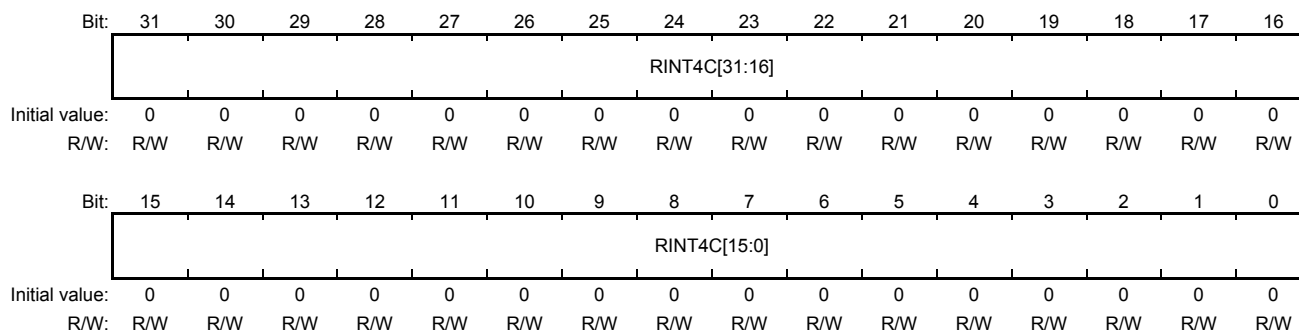 Bit: 31 30 29 28 27 26 25 24 23 22 21 20 19 18 17 16
RINT4C[31:16]
Initial value: 0 0 0 0 0 0 0 0 0 0 0 0 0 0 0 0
R/W: R/W R/W R/W R/W R/W R/W R/W R/W R/W R/W R/W R/W R/W R/W R/W R/W
Bit: 15 14 13 12 11 10 9 8 7 6 5 4 3 2 1 0
RINT4C[15:0]
Initial value: 0 0 0 0 0 0 0 0 0 0 0 0 0 0 0 0
R/W: R/W R/W R/W R/W R/W R/W R/W R/W R/W R/W R/W R/W R/W R/W R/W R/W